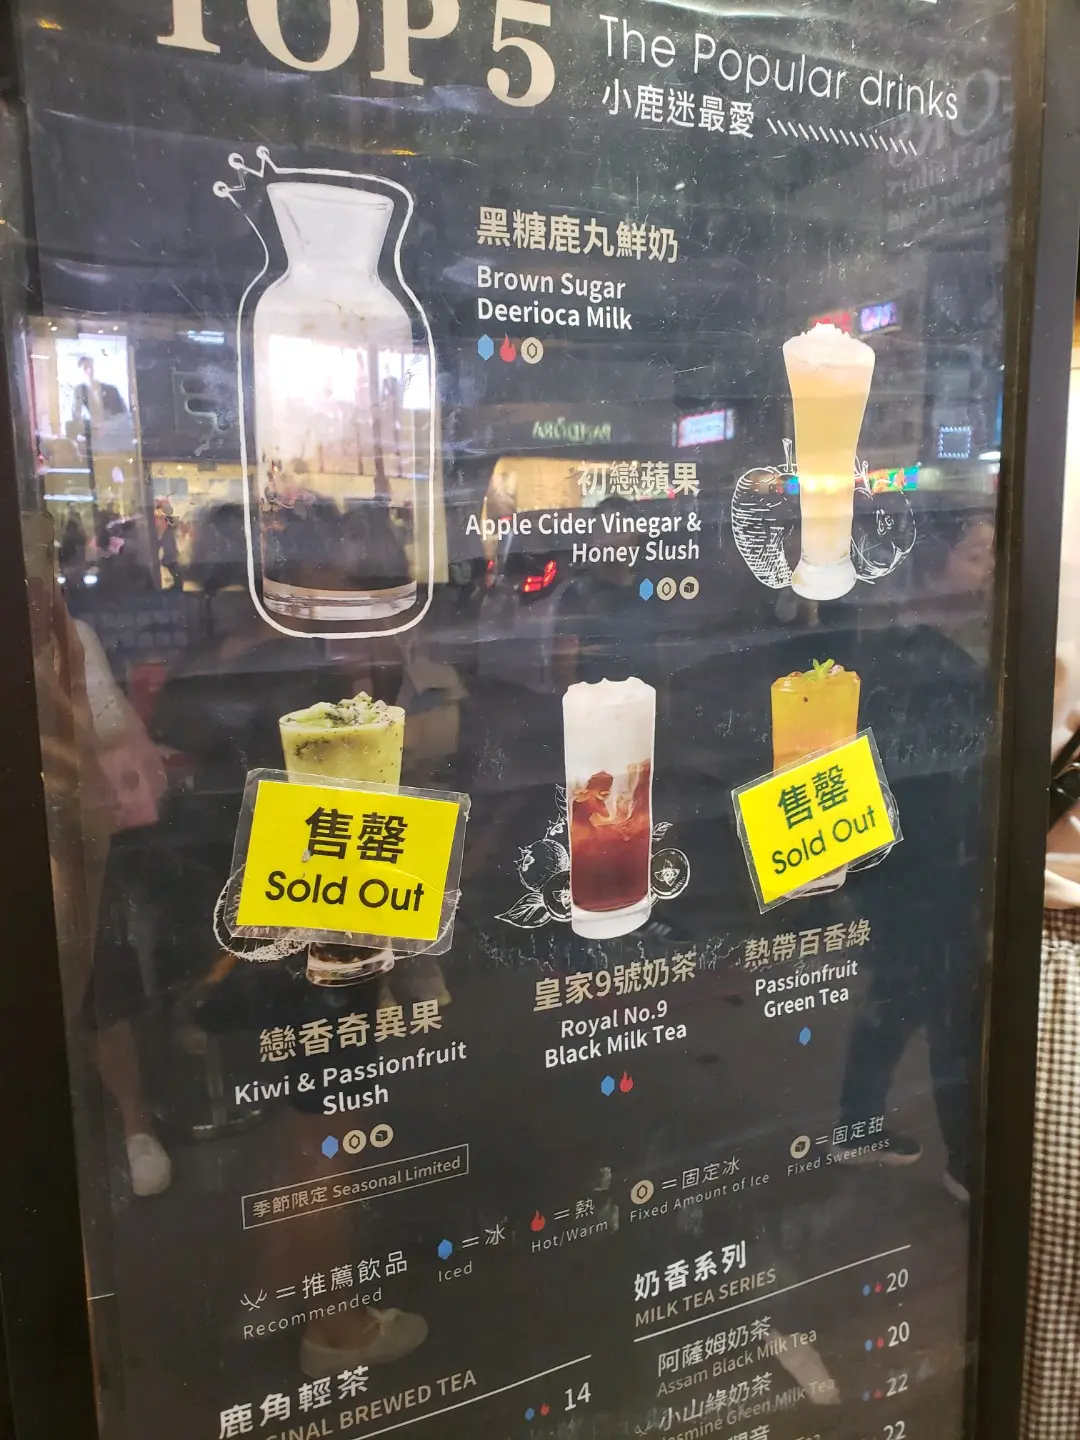 TOP 5
The Popular drinks
小鹿迷最愛
黑糖鹿丸鮮奶
Brown Sugar
Deerioca Milk
PANDORA
初戀蘋果
Apple Cider Vinegar &
Honey Slush
售罄
Sold Out
售罄
Sold Out
戀香奇異果
Kiwi & Passionfruit
Slush
季節限定 Seasonal Limited
皇家9號奶茶
Royal No.9
Black Milk Tea
熱帶百香綠
Passionfruit
Green Tea
＝推薦飲品
Recommended
＝冰
Iced
＝熱
Hot/Warm
＝固定冰
Fixed Amount of Ice
＝固定甜
Fixed Sweetness
鹿角輕茶
GINAL BREWED TEA
14
奶香系列
MILK TEA SERIES
20
阿薩姆奶茶 20
Assam Black Milk Tea
小山綠奶茶 22
Jasmine Green Milk Tea
觀音 22